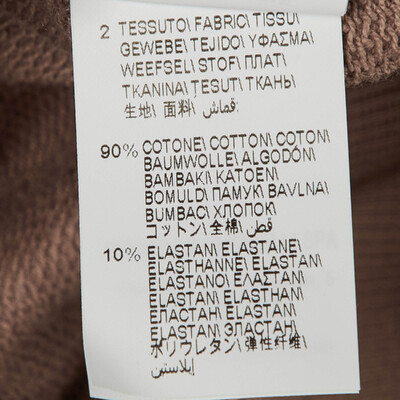 2 TESSUTO\ FABRIC\ TISSU\
GEWEBE\ TEJIDO\ ΥΦΑΣΜΑ\
WEEFSEL\ STOF\ ПЛАТ\
TKANINA\ TESUT\ ТКАНЬ\
生地\ 面料\ قماش:
90% COTONE\ COTTON\ COTON\
BAUMWOLLE\ ALGODÓN\
BAMBAKI\ KATOEN\
BOMULD\ ПАМУК\ BAVLNA\
BUMBAC\ ХЛОПОК\
コットン\ 全棉\ قطن
10% ELASTAN\ ELASTANE\
ELASTHANNE\ ELASTAN\
ELASTANO\ ΕΛΑΣΤΑΝ\
ELASTAN\ ELASTHAN\
ELASTAN\ ЕЛАСТАН\
ELASTAN\ ЭЛАСТАН\
ポリウレタン\ 弾性纤维\
إيلاستين